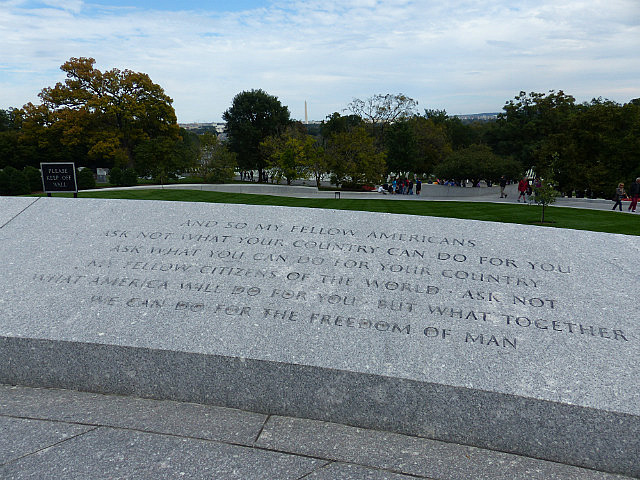 PLEASE
KEEP OFF
AND SO MY FELLOW AMERICANS
ASK NOT WHAT YOUR COUNTRY CAN DO FOR YOU
ASK WHAT YOU CAN DO FOR YOUR COUNTRY
MY FELLOW CITIZENS OF THE WORLD · ASK NOT
WHAT AMERICA WILL DO FOR YOU · BUT WHAT TOGETHER
WE CAN DO FOR THE FREEDOM OF MAN